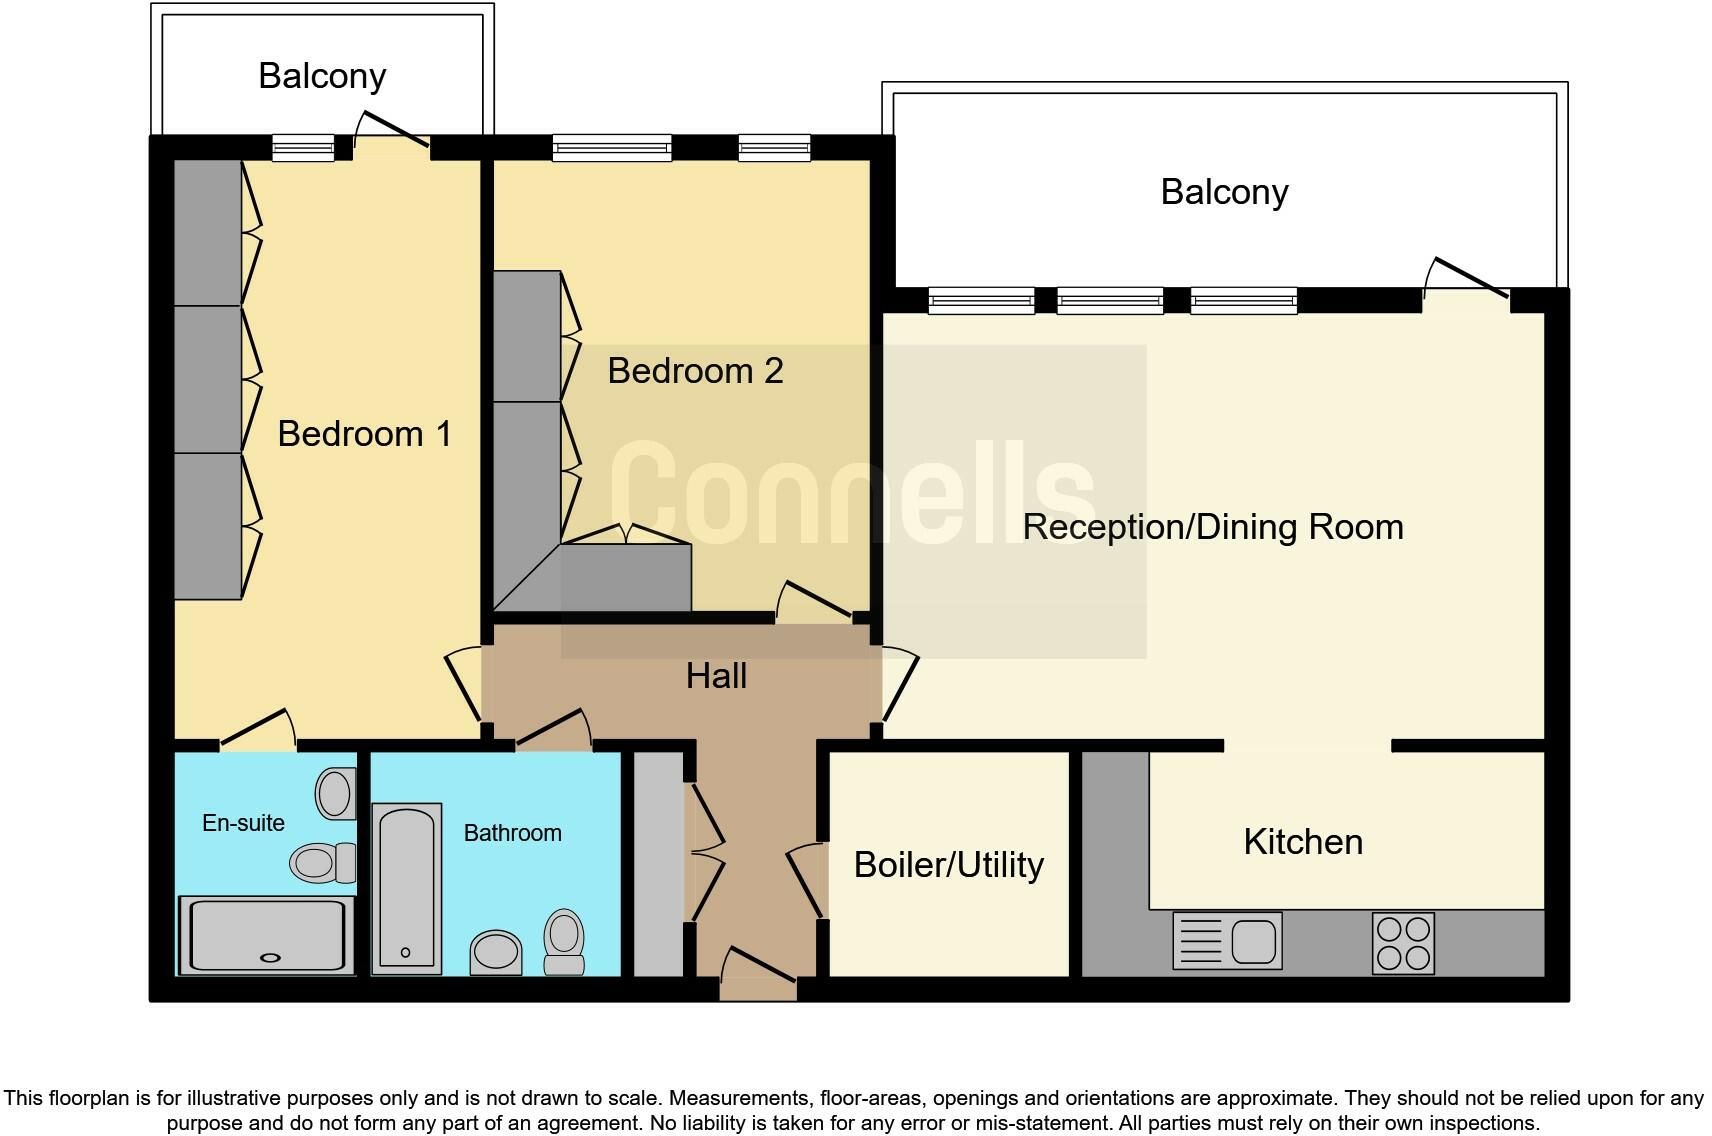 Balcony
Balcony
Bedroom 2
Bedroom 1
Connells
Reception/Dining Room
Hall
En-suite
Bathroom
Boiler/Utility
Kitchen
This floorplan is for illustrative purposes only and is not drawn to scale. Measurements, floor-areas, openings and orientations are approximate. They should not be relied upon for any
purpose and do not form any part of an agreement. No liability is taken for any error or mis-statement. All parties must rely on their own inspections.